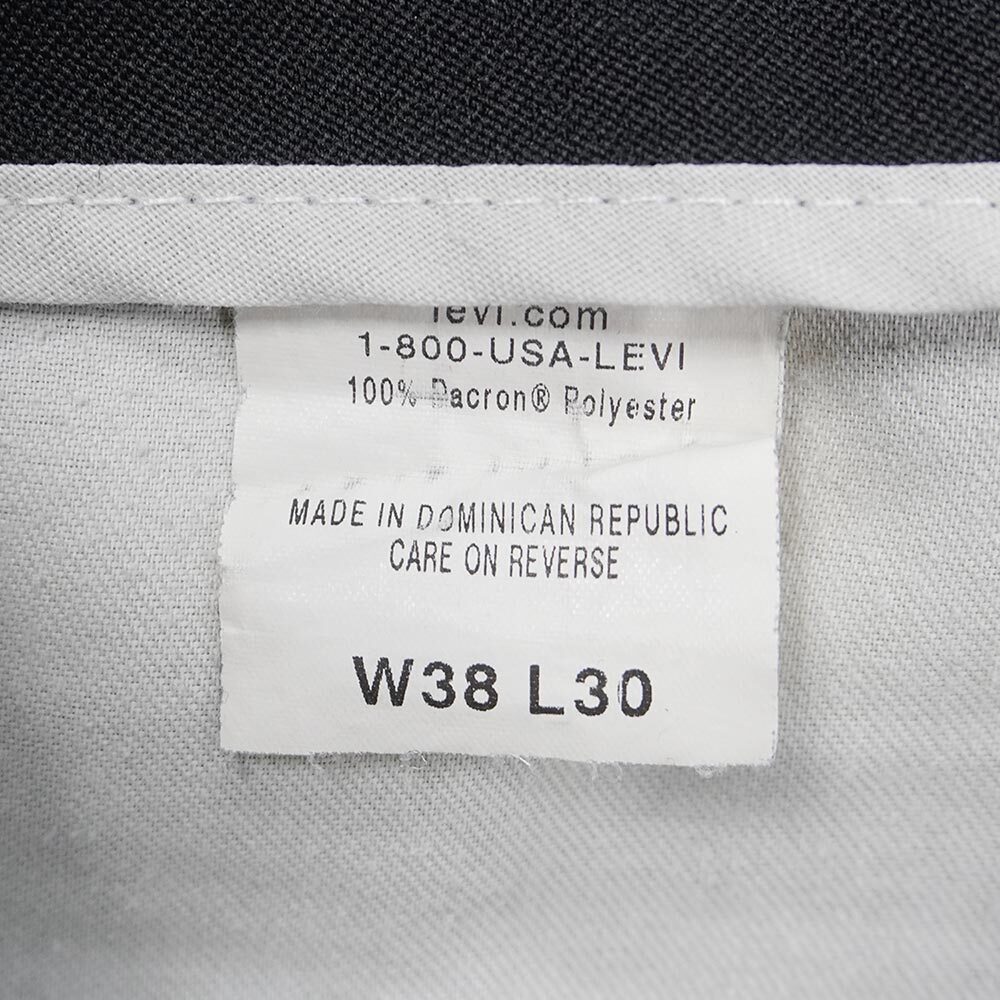 levi.com
1-800-USA-LEVI
100% Dacron® Polyester
MADE IN DOMINICAN REPUBLIC
CARE ON REVERSE
W38 L30